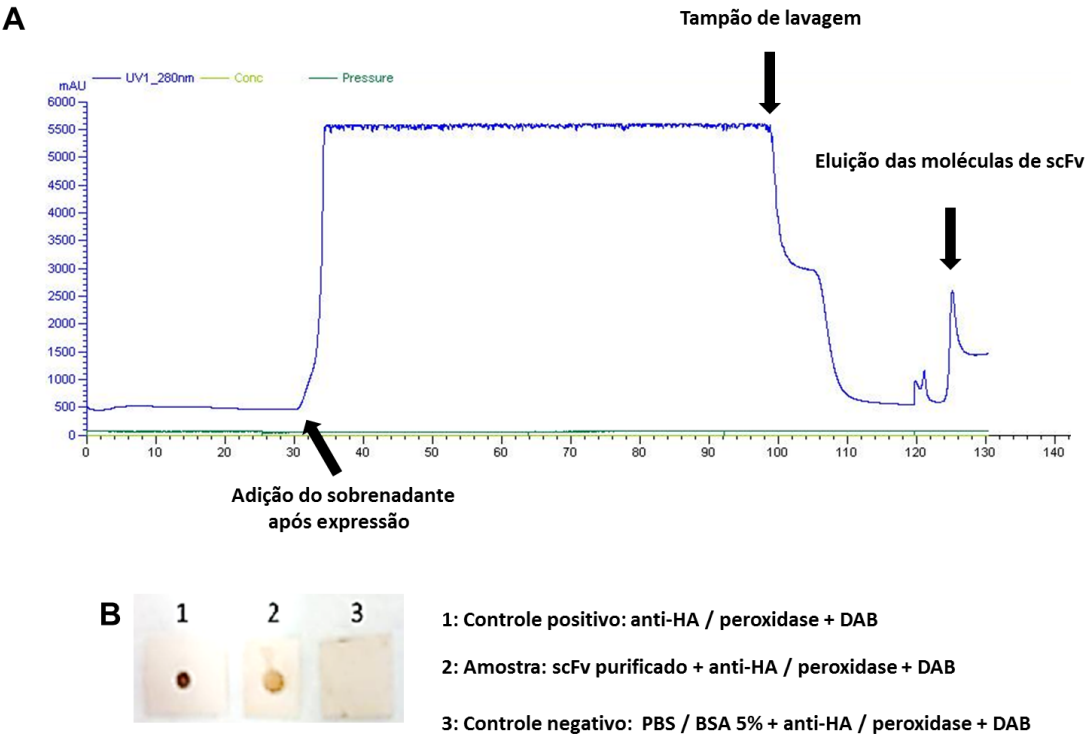 A
Tampão de lavagem
mAU
UV1_280nm
Conc
Pressure
6000
5500
5000
4500
4000
3500
3000
2500
2000
1500
1000
500
0
Eluição das moléculas de scFv
0 10 20 30 40 50 60 70 80 90 100 110 120 130 140
Adição do sobrenadante
após expressão
B
1 2 3
1: Controle positivo: anti-HA / peroxidase + DAB
2: Amostra: scFv purificado + anti-HA / peroxidase + DAB
3: Controle negativo: PBS / BSA 5% + anti-HA / peroxidase + DAB